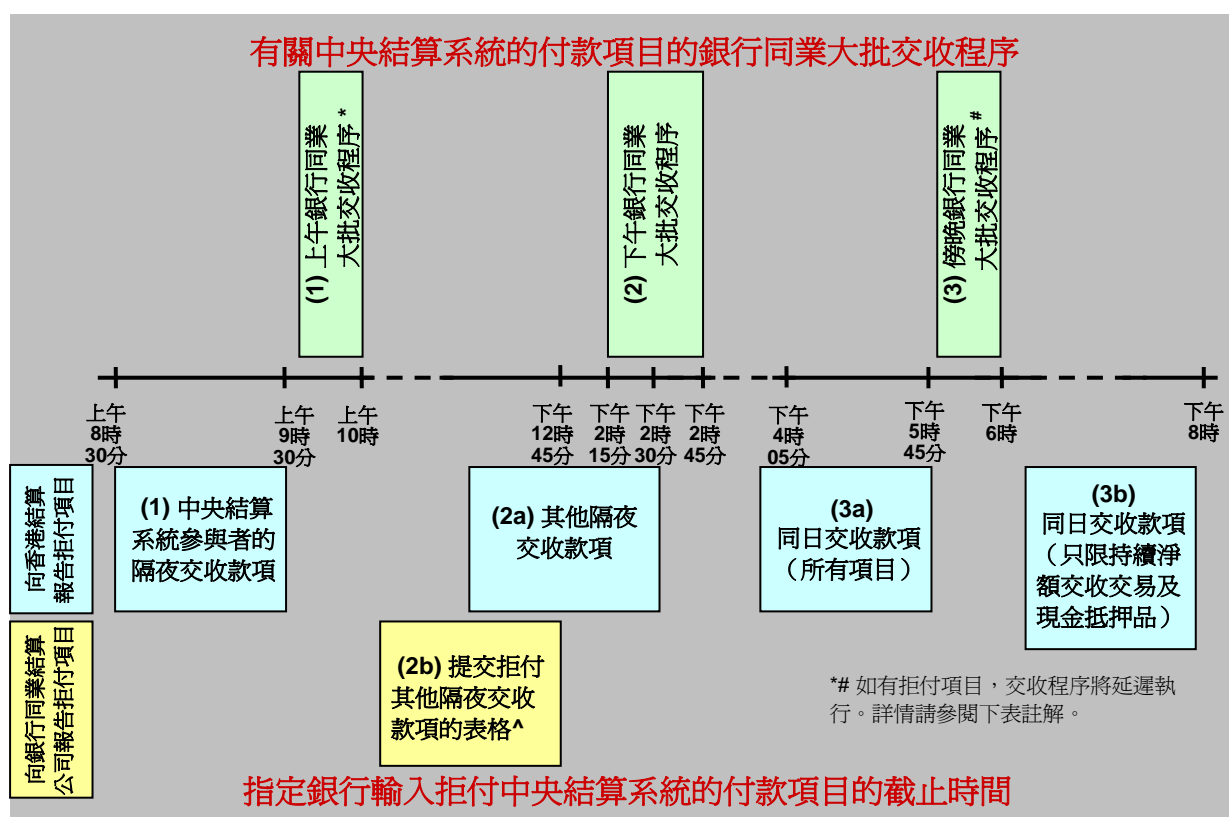 有關中央結算系統的付款項目的銀行同業大批交收程序
(1) 上午銀行同業
大批交收程序 *
(2) 下午銀行同業
大批交收程序
(3) 傍晚銀行同業
大批交收程序 #
上午
8時
30分
上午
9時
30分
上午
10時
下午
12時
45分
下午
2時
15分
下午
2時
30分
下午
2時
45分
下午
4時
05分
下午
5時
45分
下午
6時
下午
8時
向香港結算
報告拒付項目
(1) 中央結算
系統參與者的
隔夜交收款項
(2a) 其他隔夜
交收款項
(3a)
同日交收款項
（所有項目）
(3b)
同日交收款項
（只限持續淨
額交收交易及
現金抵押品）
向銀行同業結算
公司報告拒付項目
(2b) 提交拒付
其他隔夜交收
款項的表格^
*# 如有拒付項目，交收程序將延遲執
行。詳情請參閱下表註解。
指定銀行輸入拒付中央結算系統的付款項目的截止時間